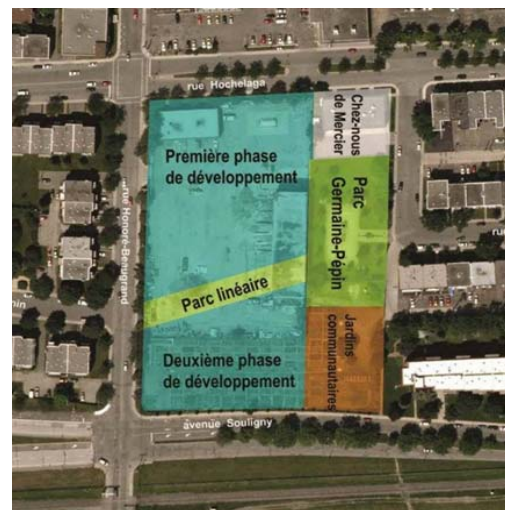 rue Hochelaga
Chez-nous
de Mercier
Première phase
de développement
Parc
Germaine-Pépin
rue Honoré-Beaugrand
Parc linéaire
Deuxième phase
de développement
Jardins
communautaires
avenue Souligny